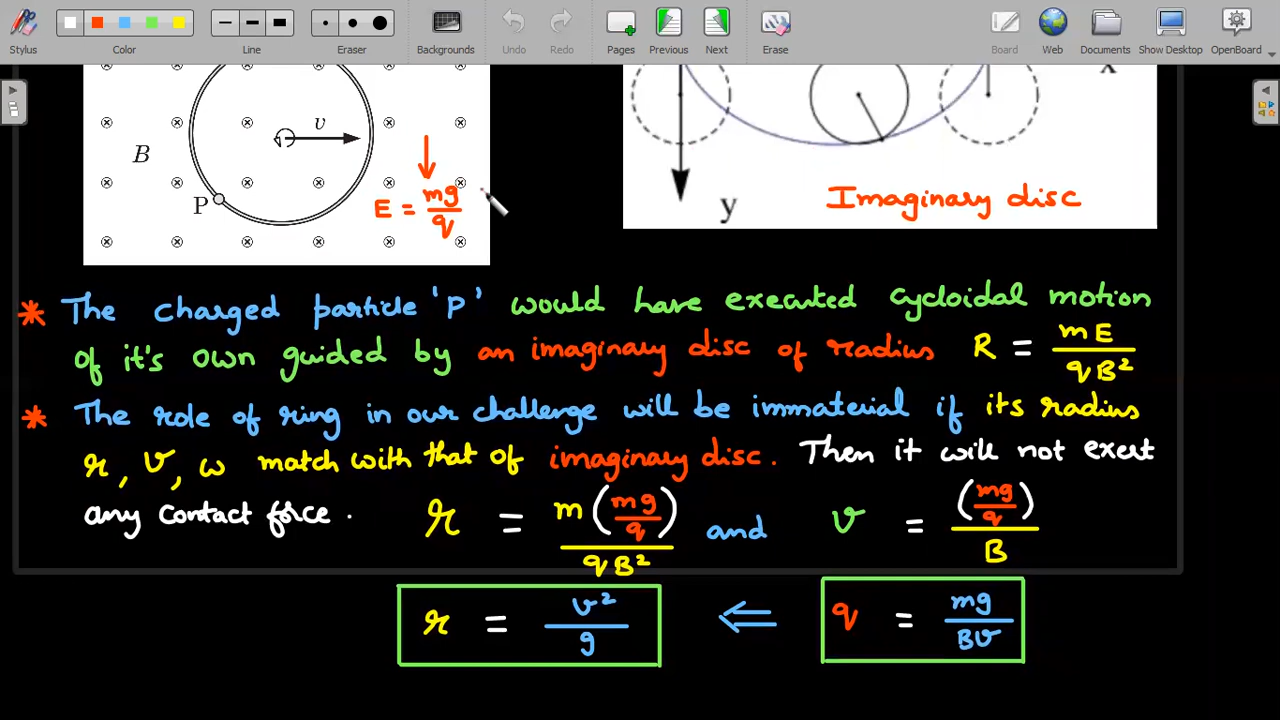 Stylus
Color
Line
Eraser
Backgrounds
Undo
Redo
Pages
Previous
Next
Erase
Board
Web
Documents
Show Desktop
OpenBoard
B
v
P
E = mg/q
x
y
Imaginary disc
* The charged particle 'P' would have executed cycloidal motion
of it's own guided by an imaginary disc of radius R = mE/qB²
* The role of ring in our challenge will be immaterial if its radius
r, v, ω match with that of imaginary disc. Then it will not exert
any contact force. r = m(mg/q)/qB² and v = (mg/q)/B
r = v²/g ⇐ q = mg/Bv